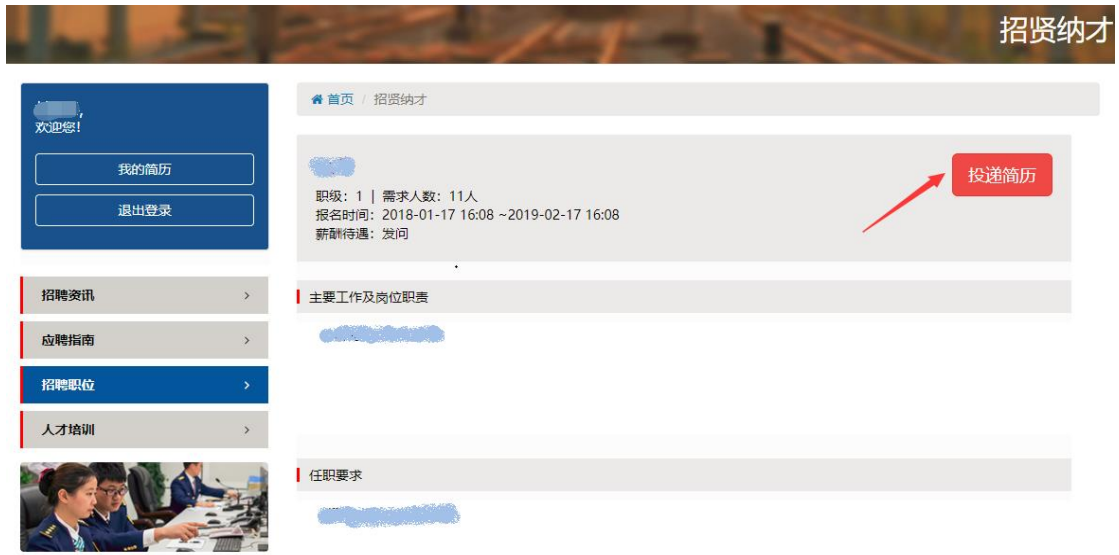 招贤纳才
首页 / 招贤纳才
欢迎您!
我的简历
退出登录
投递简历
职级：1 | 需求人数：11人
报名时间：2018-01-17 16:08 ~2019-02-17 16:08
薪酬待遇：发问
招聘资讯
应聘指南
招聘职位
人才培训
主要工作及岗位职责
任职要求